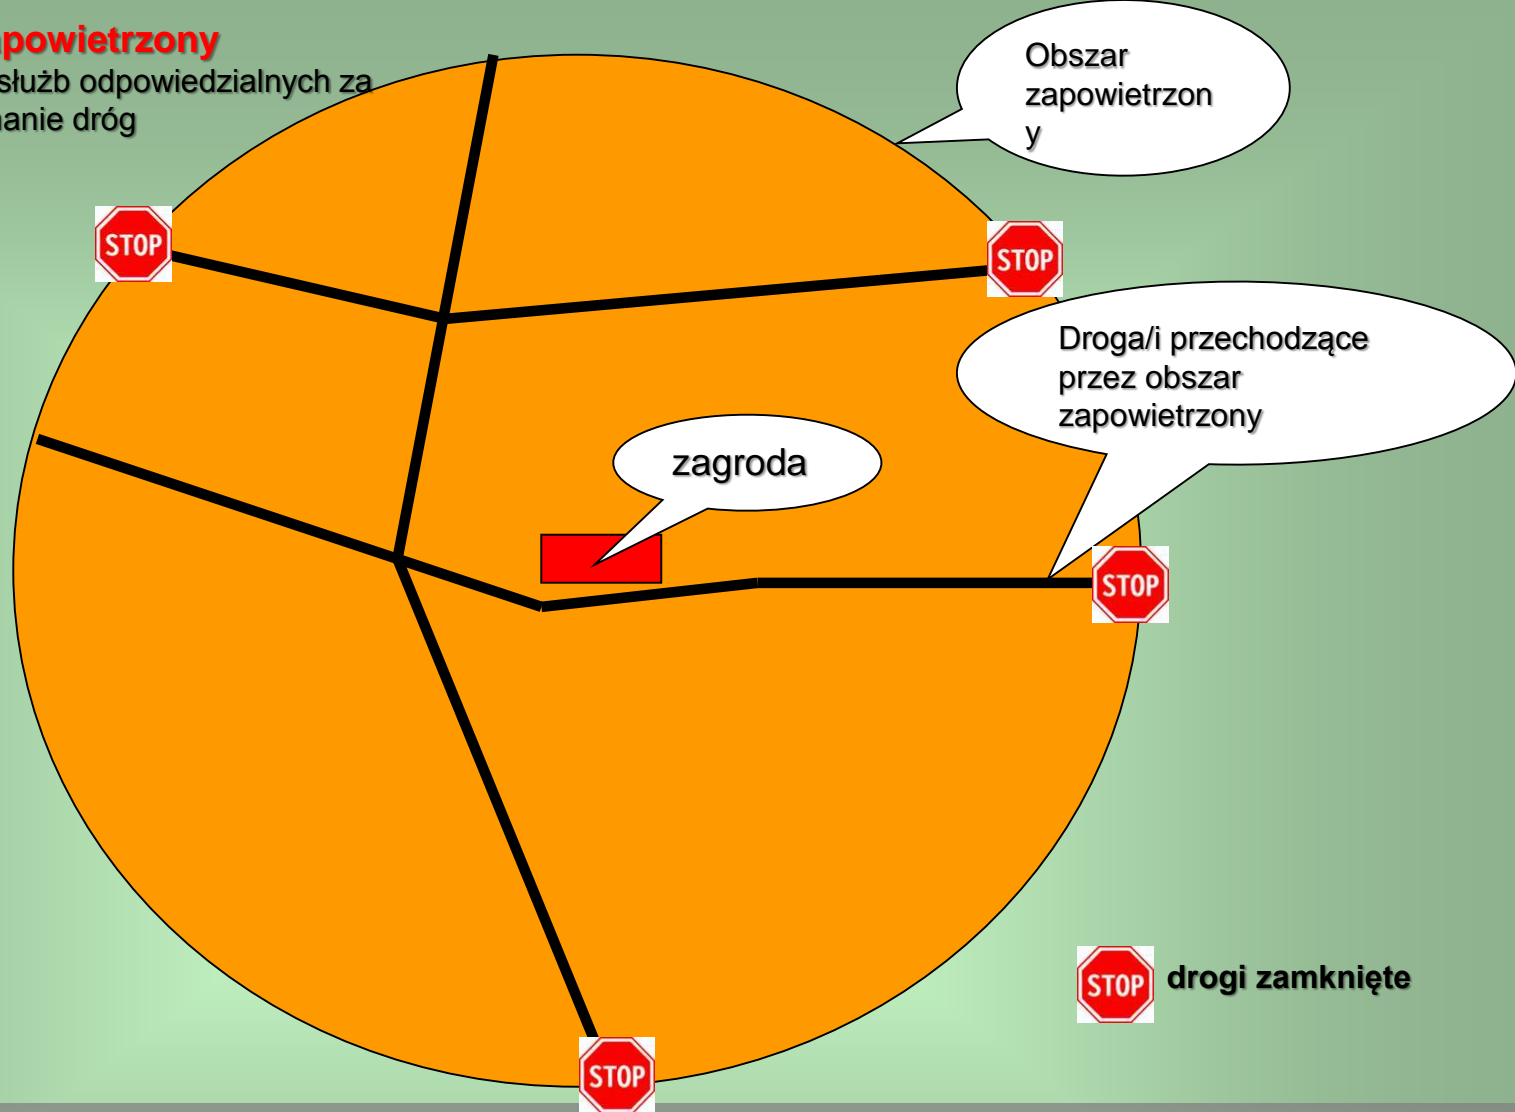 powietrzony
służb odpowiedzialnych za
anie dróg
Obszar
zapowietrzon
y
STOP
STOP
Droga/i przechodzące
przez obszar
zapowietrzony
zagroda
STOP
STOP drogi zamknięte
STOP